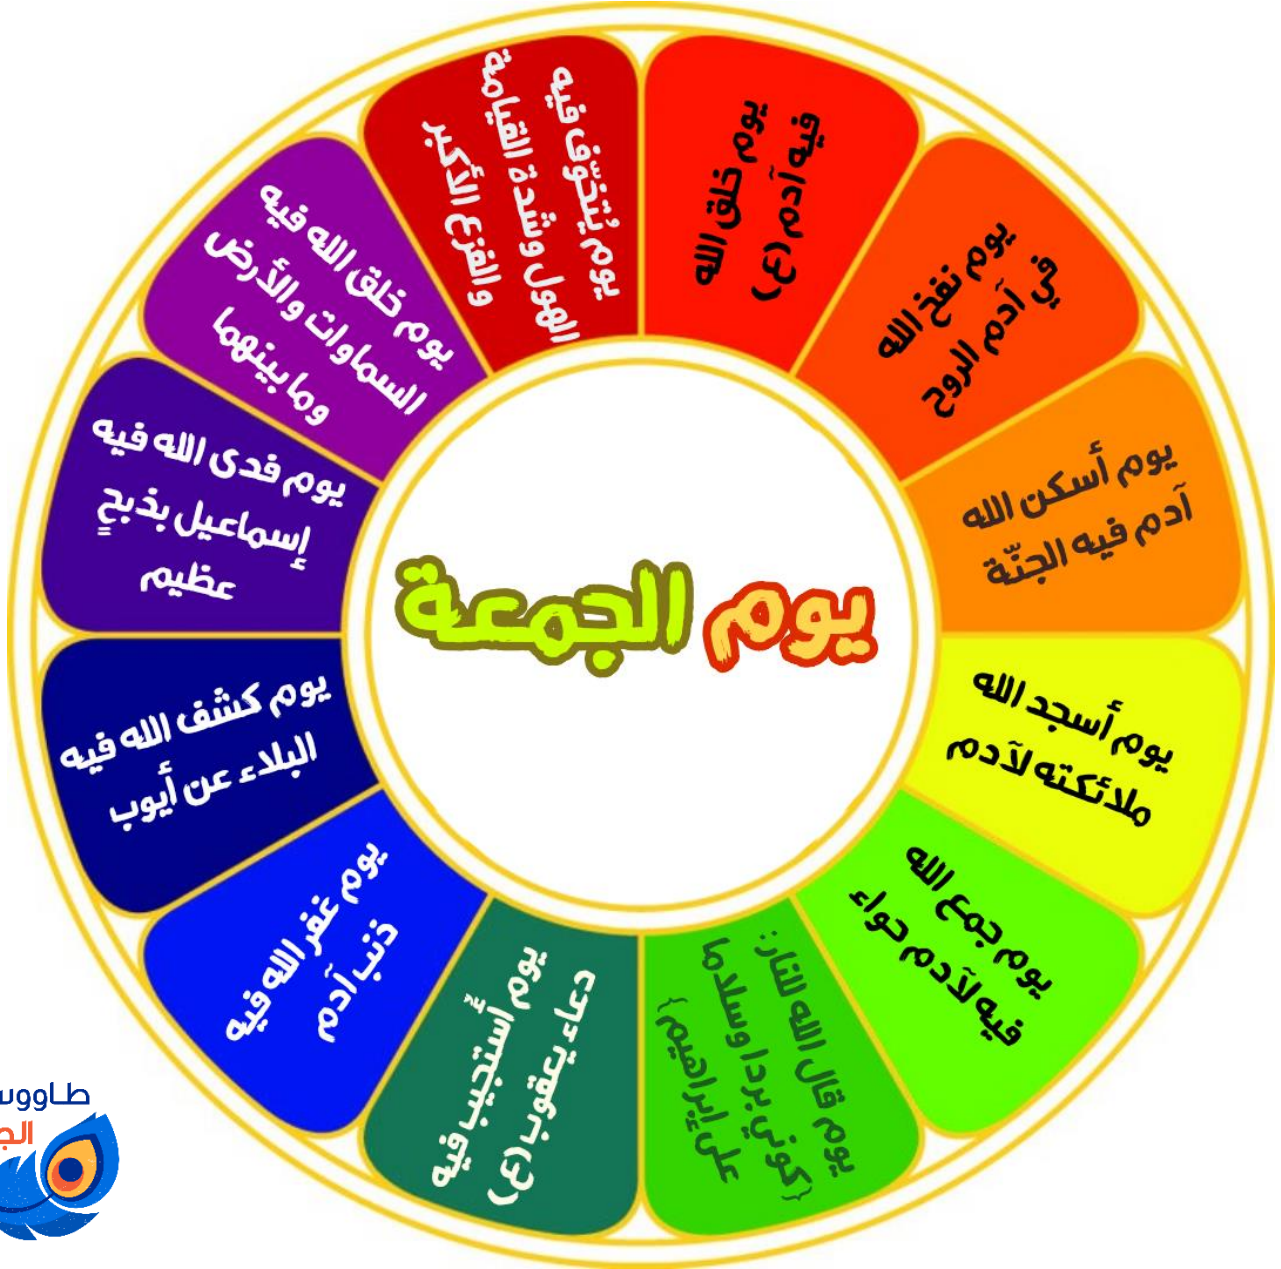 يوم الجمعة
يوم خلق الله
فيه آدم (ع)
يوم نفخ الله
في آدم الروح
يوم أسكن الله
آدم فيه الجنّة
يوم أسجد الله
ملائكته لآدم
يوم جمع الله
فيه لآدم حواء
يوم قال الله للنار:
{كوني بردا وسلاما
على إبراهيم}
يوم أستجيب فيه
دعاء يعقوب (ع)
يوم غفر الله فيه
ذنب آدم
يوم كشف الله فيه
البلاء عن أيوب
يوم فدى الله فيه
إسماعيل بذبحٍ
عظيم
يوم خلق الله فيه
السماوات والأرض
وما بينهما
يوم يُتخوّف فيه
الهول وشدة القيامة
والفزع الأكبر
طاووس